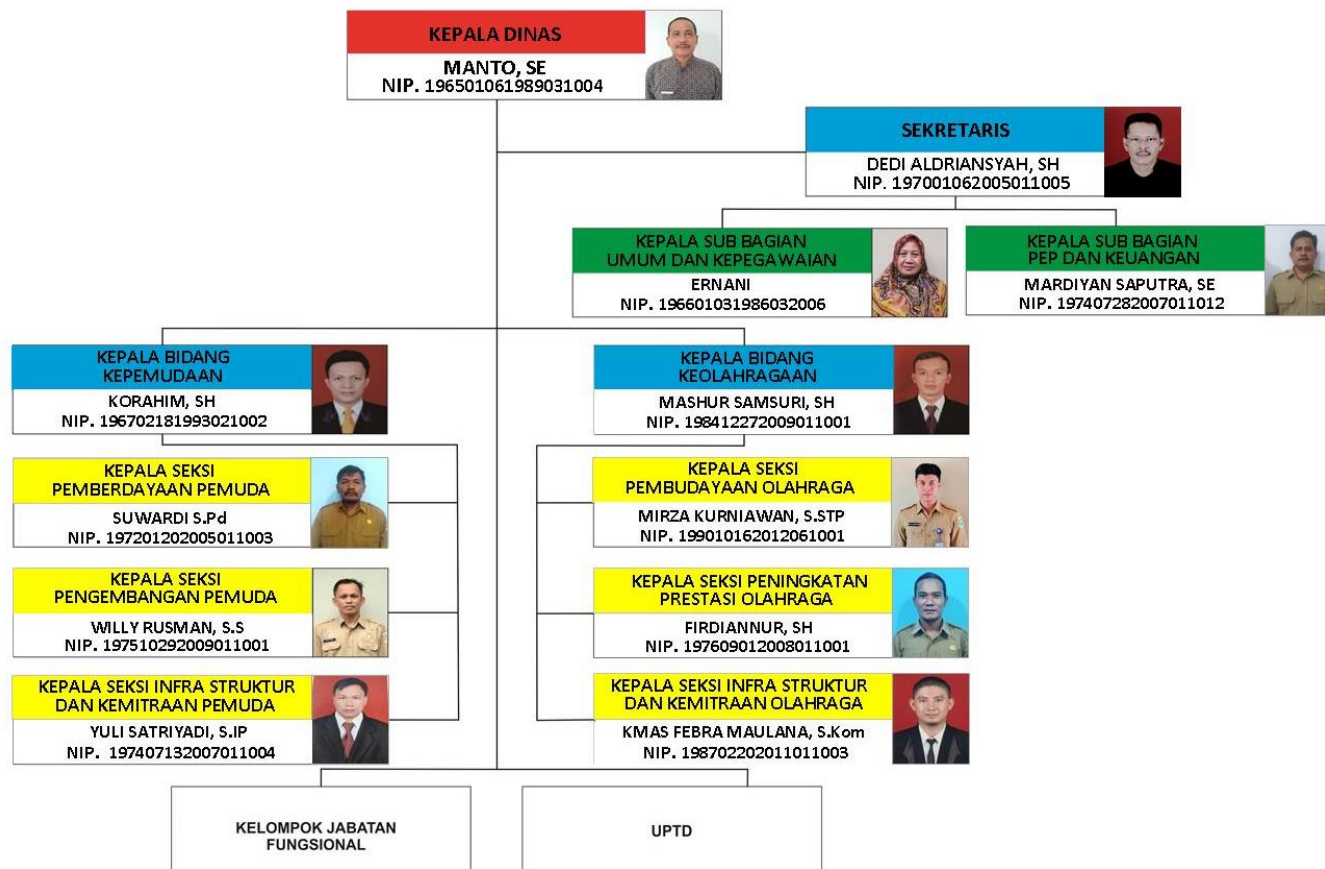 KEPALA DINAS
MANTO, SE
NIP. 196501061989031004
SEKRETARIS
DEDI ALDRIANSYAH, SH
NIP. 197001062005011005
KEPALA SUB BAGIAN
UMUM DAN KEPEGAWAIAN
ERNANI
NIP. 196601031986032006
KEPALA SUB BAGIAN
PEP DAN KEUANGAN
MARDIYAN SAPUTRA, SE
NIP. 197407282007011012
KEPALA BIDANG
KEPEMUDAAN
KORAHIM, SH
NIP. 196702181993021002
KEPALA BIDANG
KEOLAHRAGAAN
MASHUR SAMSURI, SH
NIP. 198412272009011001
KEPALA SEKSI
PEMBERDAYAAN PEMUDA
SUWARDI S.Pd
NIP. 197201202005011003
KEPALA SEKSI
PEMBUDAYAAN OLAHRAGA
MIRZA KURNIAWAN, S.STP
NIP. 199010162012061001
KEPALA SEKSI
PENGEMBANGAN PEMUDA
WILLY RUSMAN, S.S
NIP. 197510292009011001
KEPALA SEKSI PENINGKATAN
PRESTASI OLAHRAGA
FIRDIANNUR, SH
NIP. 197609012008011001
KEPALA SEKSI INFRA STRUKTUR
DAN KEMITRAAN PEMUDA
YULI SATRIYADI, S.IP
NIP. 197407132007011004
KEPALA SEKSI INFRA STRUKTUR
DAN KEMITRAAN OLAHRAGA
KMAS FEBRA MAULANA, S.Kom
NIP. 198702202011011003
KELOMPOK JABATAN
FUNGSIONAL
UPTD